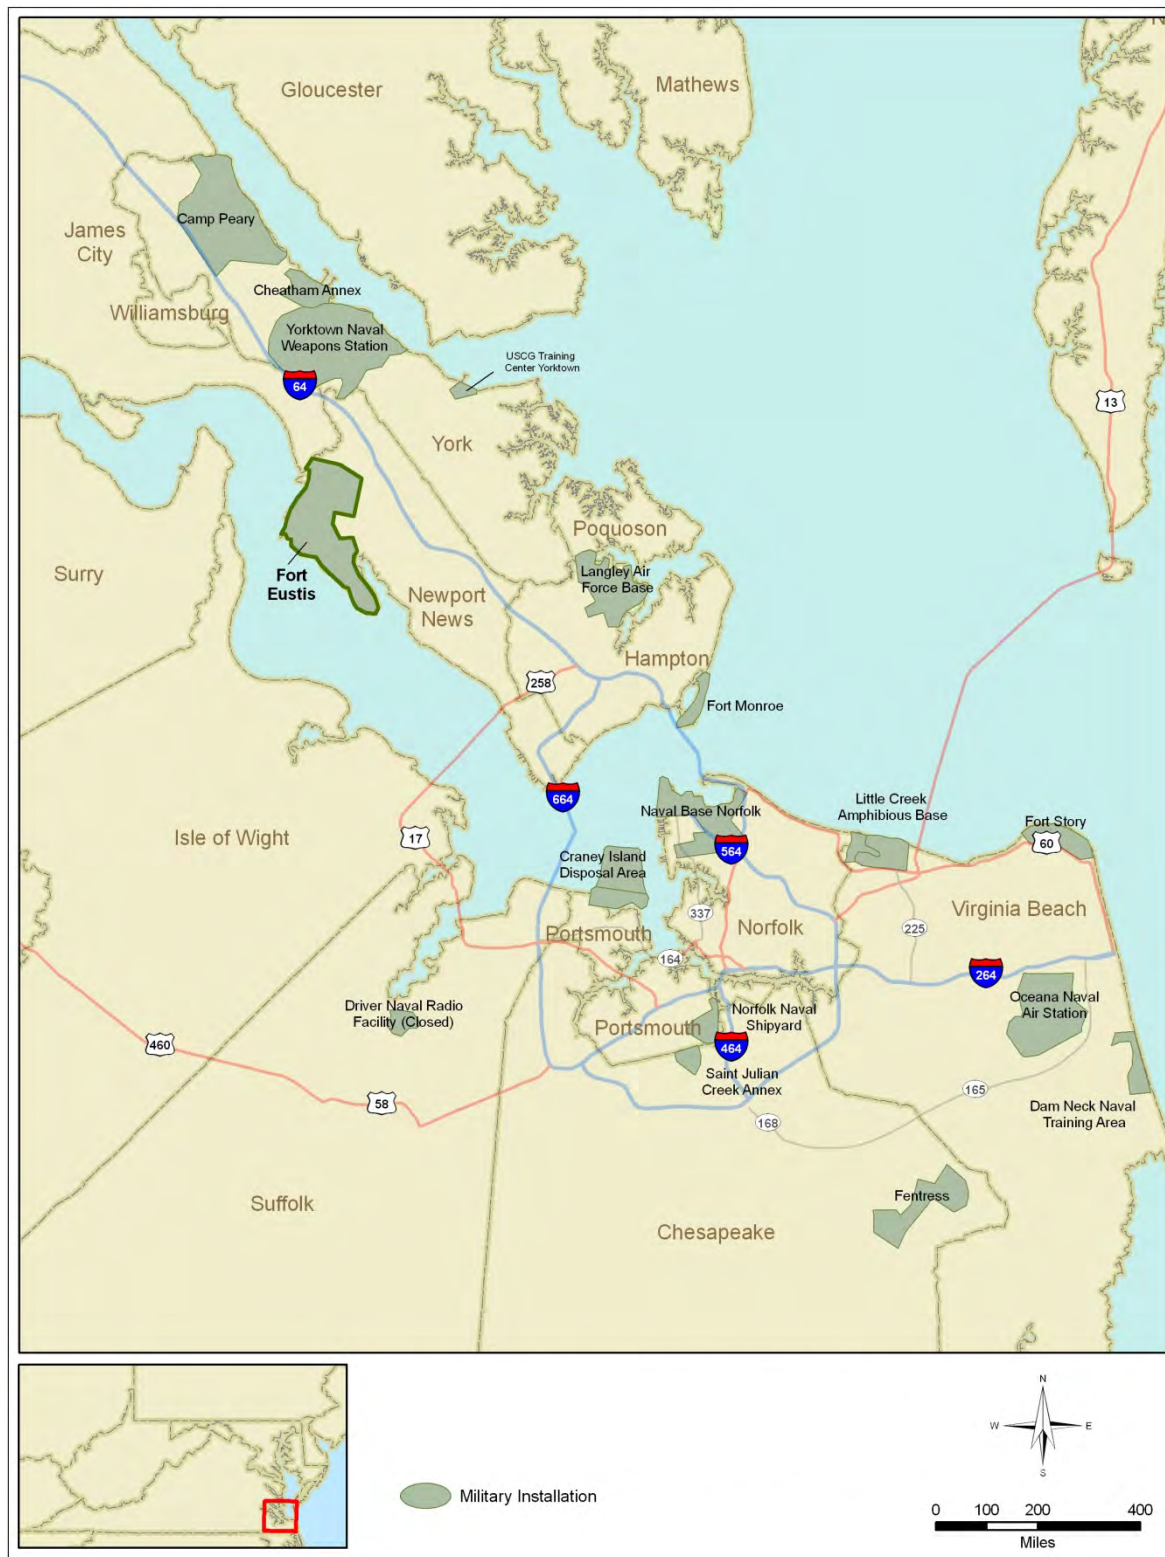 Gloucester
Mathews
Camp Peary
James
City
Cheatham Annex
Williamsburg
Yorktown Naval
Weapons Station
USCG Training
Center Yorktown
64
13
York
Poquoson
Surry
Fort
Eustis
Langley Air
Force Base
Newport
News
Hampton
258
Fort Monroe
664
Little Creek
Amphibious Base
Naval Base Norfolk
Fort Story
60
Isle of Wight
17
564
Craney Island
Disposal Area
337
Virginia Beach
225
Norfolk
Portsmouth
164
264
Oceana Naval
Air Station
Driver Naval Radio
Facility (Closed)
Norfolk Naval
Shipyard
Portsmouth
460
464
Saint Julian
Creek Annex
165
58
Dam Neck Naval
Training Area
168
Fentress
Suffolk
Chesapeake
N
W
E
S
Military Installation
0 100 200 400
Miles